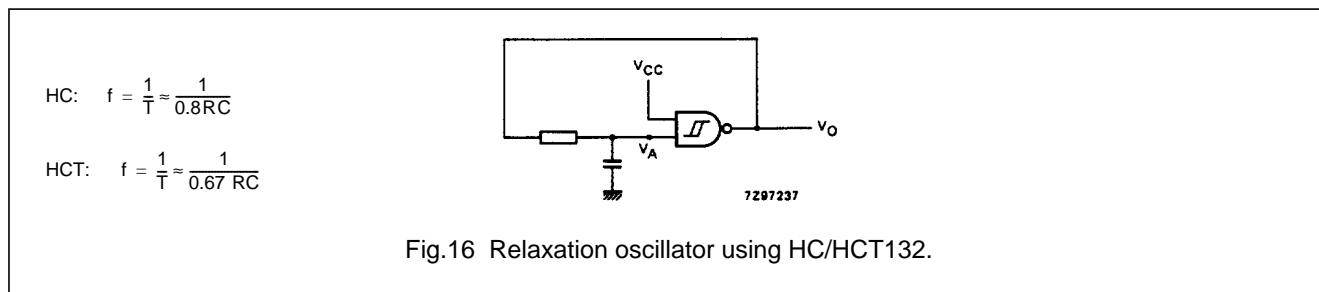 HC: f = 1/T ≈ 1/0.8RC
HCT: f = 1/T ≈ 1/0.67 RC
VCC
VA
VO
7Z97237
Fig.16 Relaxation oscillator using HC/HCT132.